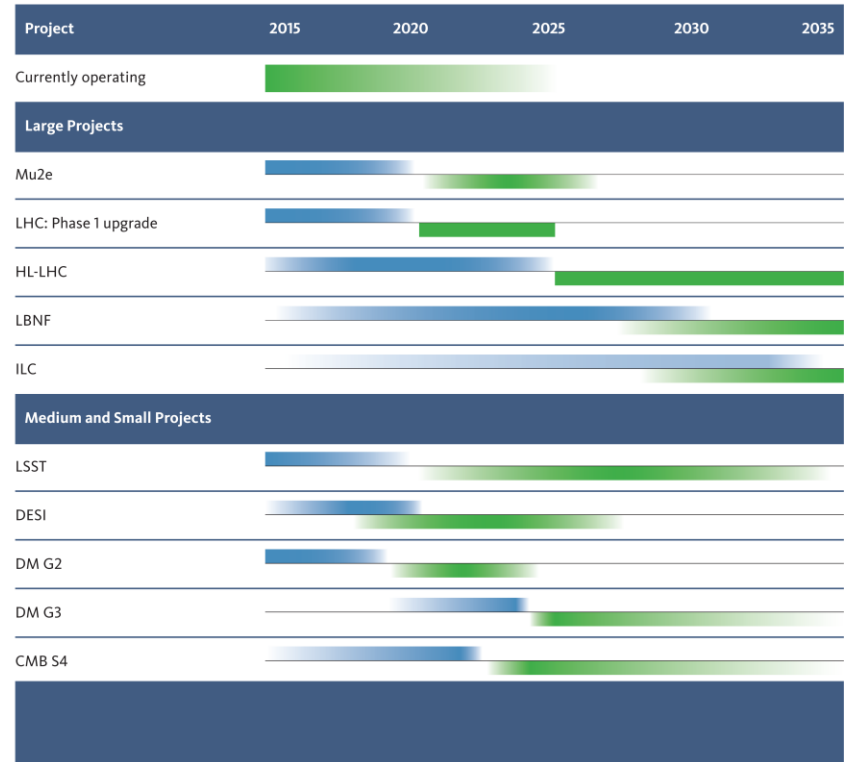 Project 2015 2020 2025 2030 2035
Currently operating
Large Projects
Mu2e
LHC: Phase 1 upgrade
HL-LHC
LBNF
ILC
Medium and Small Projects
LSST
DESI
DM G2
DM G3
CMB S4